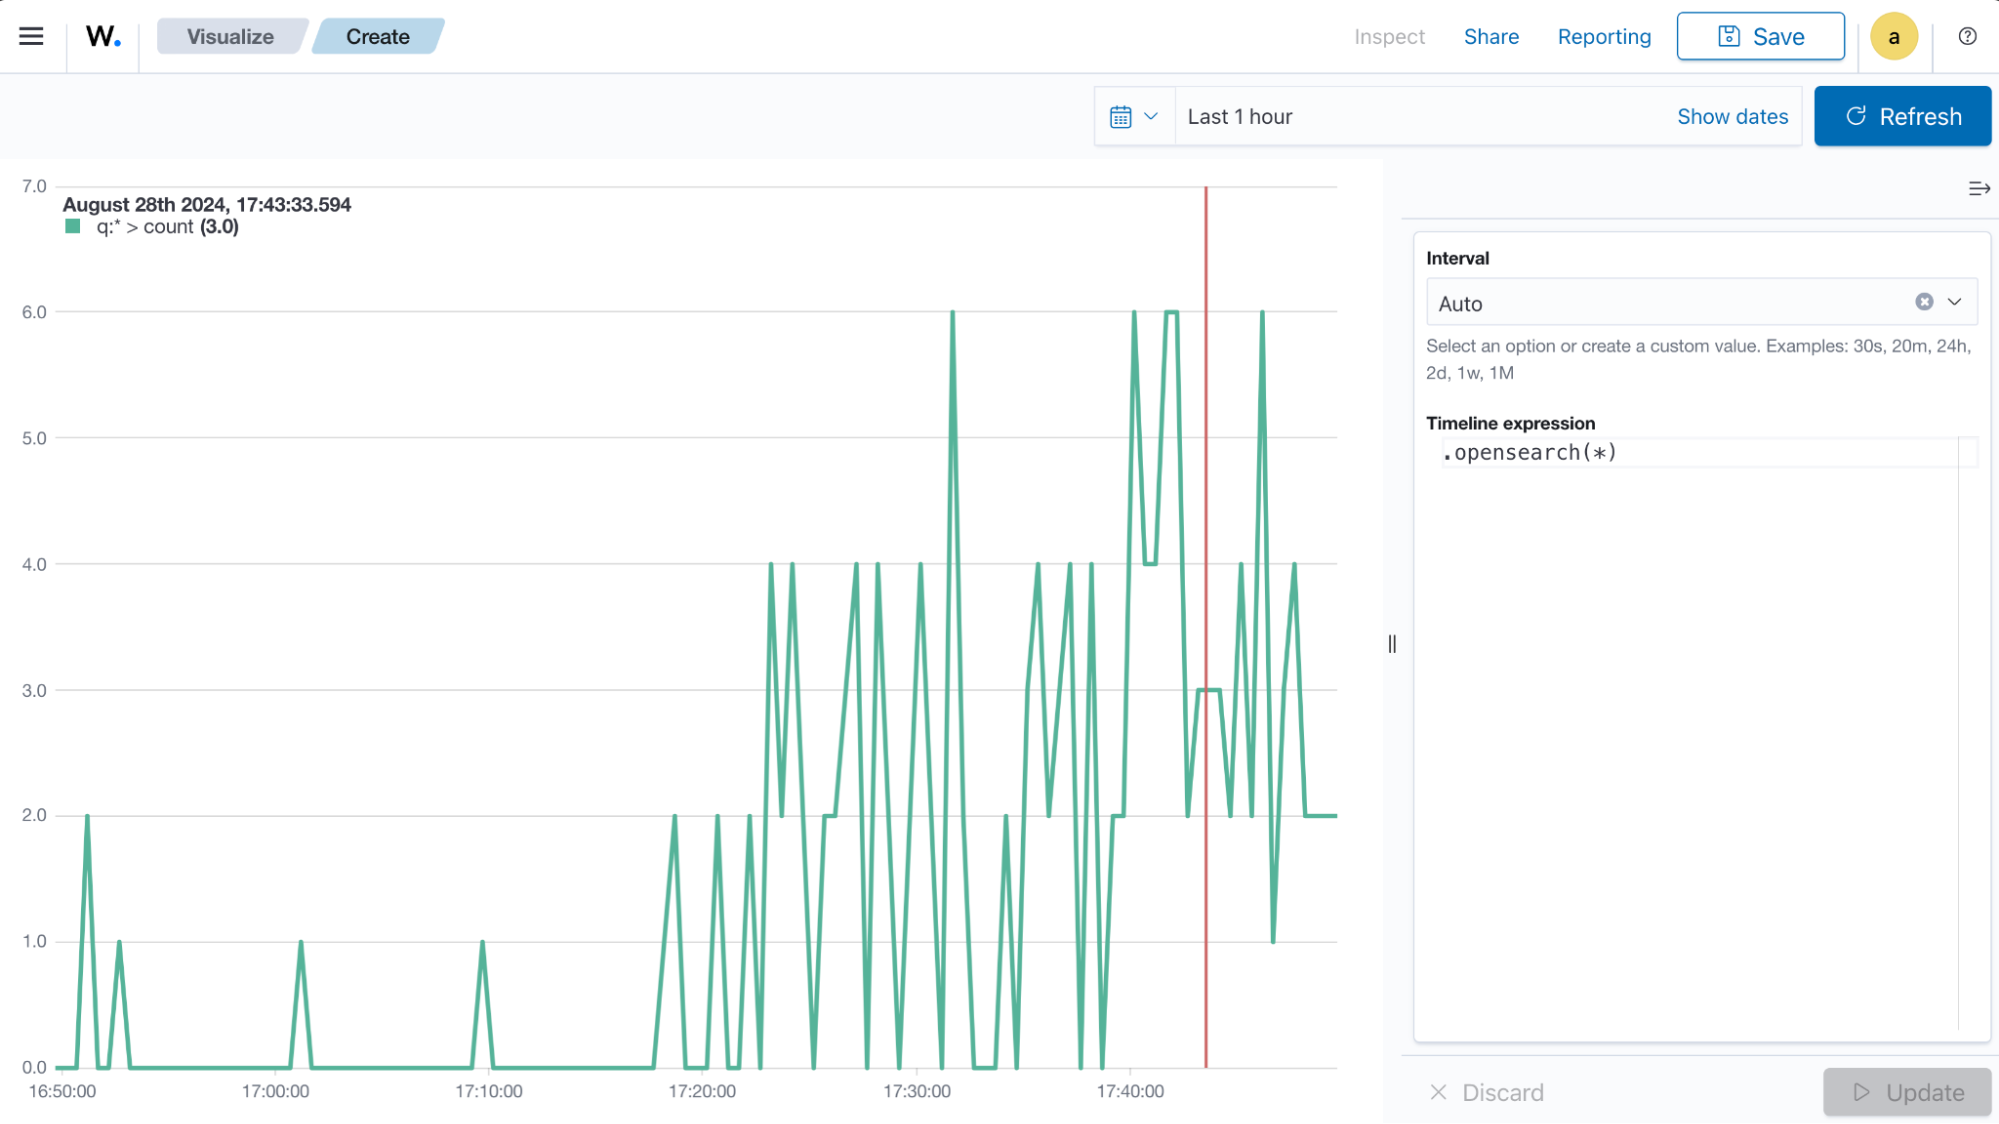 W.
Visualize
Create
Inspect
Share
Reporting
Save
a
Last 1 hour
Show dates
Refresh
7.0
August 28th 2024, 17:43:33.594
q:* > count (3.0)
6.0
5.0
4.0
3.0
2.0
1.0
0.0
16:50:00
17:00:00
17:10:00
17:20:00
17:30:00
17:40:00
Interval
Auto
Select an option or create a custom value. Examples: 30s, 20m, 24h,
2d, 1w, 1M
Timeline expression
.opensearch(*)
Discard
Update